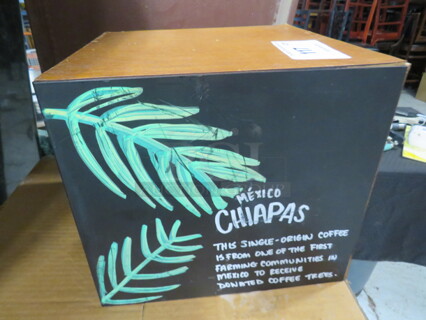 MÉXICO
CHIAPAS
THIS SINGLE-ORIGIN COFFEE
IS FROM ONE OF THE FIRST
FARMING COMMUNITIES IN
MEXICO TO RECEIVE
DONATED COFFEE TREES.